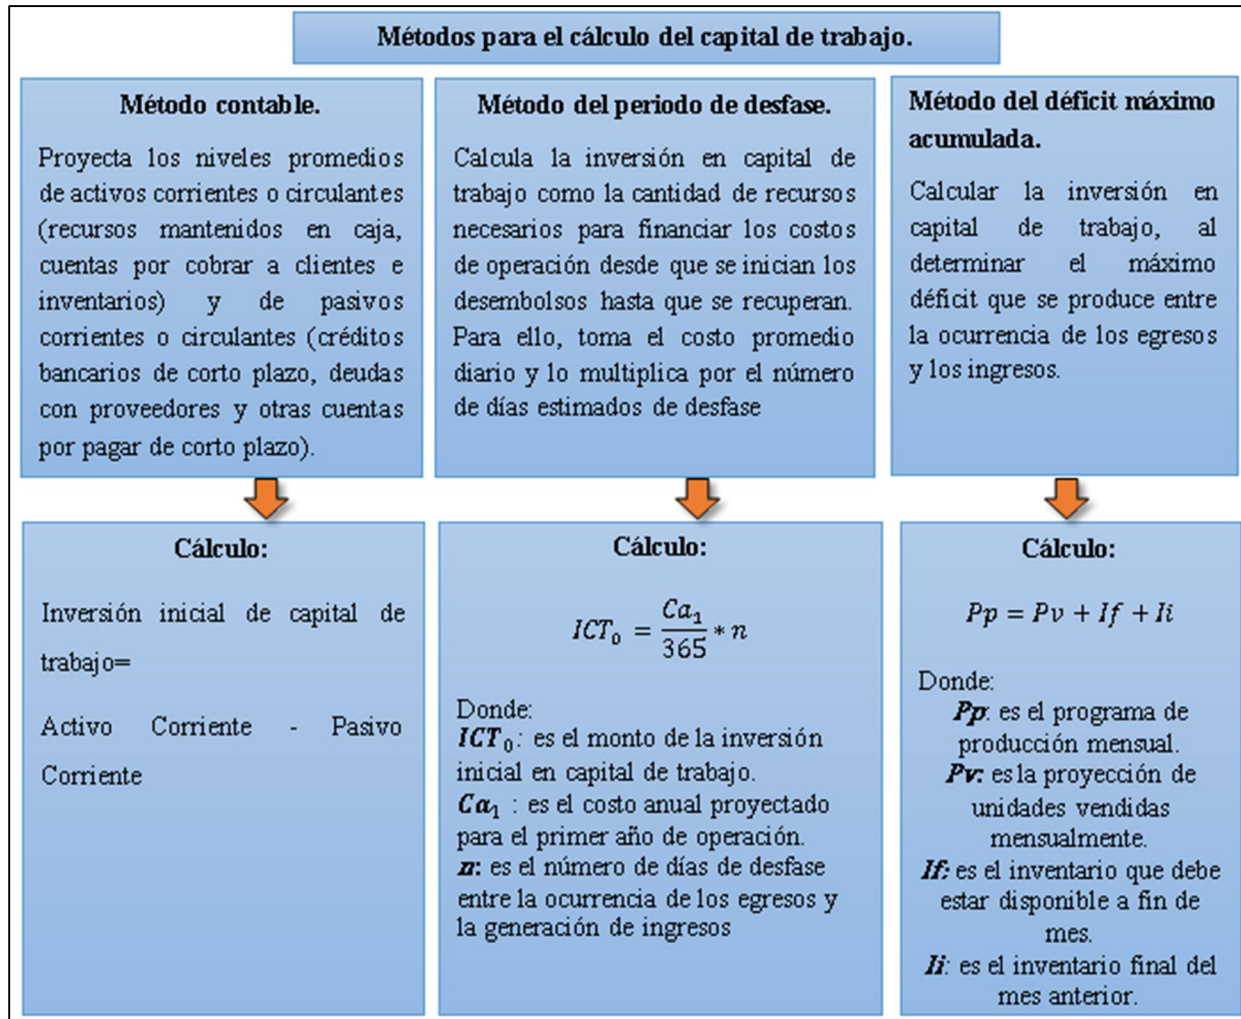 Métodos para el cálculo del capital de trabajo.
Método contable.
Proyecta los niveles promedios
de activos corrientes o circulantes
(recursos mantenidos en caja,
cuentas por cobrar a clientes e
inventarios) y de pasivos
corrientes o circulantes (créditos
bancarios de corto plazo, deudas
con proveedores y otras cuentas
por pagar de corto plazo).
Cálculo:
Inversión inicial de capital de
trabajo=
Activo Corriente - Pasivo
Corriente
Método del periodo de desfase.
Calcula la inversión en capital de
trabajo como la cantidad de recursos
necesarios para financiar los costos
de operación desde que se inician los
desembolsos hasta que se recuperan.
Para ello, toma el costo promedio
diario y lo multiplica por el número
de días estimados de desfase
Cálculo:
ICT₀ = Ca₁/365 * n
Donde:
ICT₀: es el monto de la inversión
inicial en capital de trabajo.
Ca₁ : es el costo anual proyectado
para el primer año de operación.
n: es el número de días de desfase
entre la ocurrencia de los egresos y
la generación de ingresos
Método del déficit máximo
acumulada.
Calcular la inversión en
capital de trabajo, al
determinar el máximo
déficit que se produce entre
la ocurrencia de los egresos
y los ingresos.
Cálculo:
Pp = Pv + If + Ii
Donde:
Pp: es el programa de
producción mensual.
Pv: es la proyección de
unidades vendidas
mensualmente.
If: es el inventario que debe
estar disponible a fin de
mes.
Ii: es el inventario final del
mes anterior.